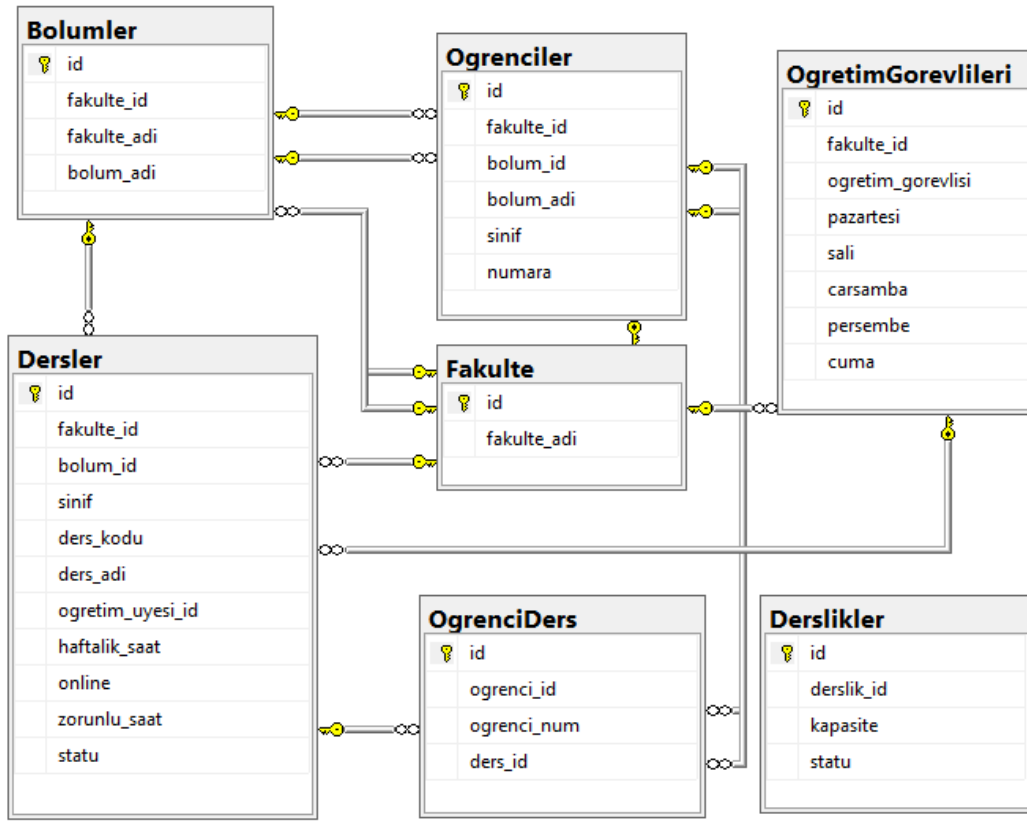 Bolumler
id
fakulte_id
fakulte_adi
bolum_adi
Ogrenciler
id
fakulte_id
bolum_id
bolum_adi
sinif
numara
OgretimGorevlileri
id
fakulte_id
ogretim_gorevlisi
pazartesi
sali
carsamba
persembe
cuma
Dersler
id
fakulte_id
bolum_id
sinif
ders_kodu
ders_adi
ogretim_uyesi_id
haftalik_saat
online
zorunlu_saat
statu
Fakulte
id
fakulte_adi
OgrenciDers
id
ogrenci_id
ogrenci_num
ders_id
Derslikler
id
derslik_id
kapasite
statu